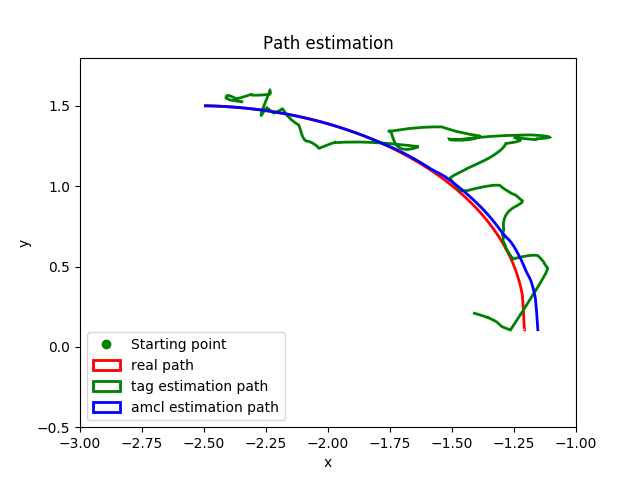 Path estimation
y
1.5
1.0
0.5
0.0
−0.5
Starting point
real path
tag estimation path
amcl estimation path
−3.00 −2.75 −2.50 −2.25 −2.00 −1.75 −1.50 −1.25 −1.00
x